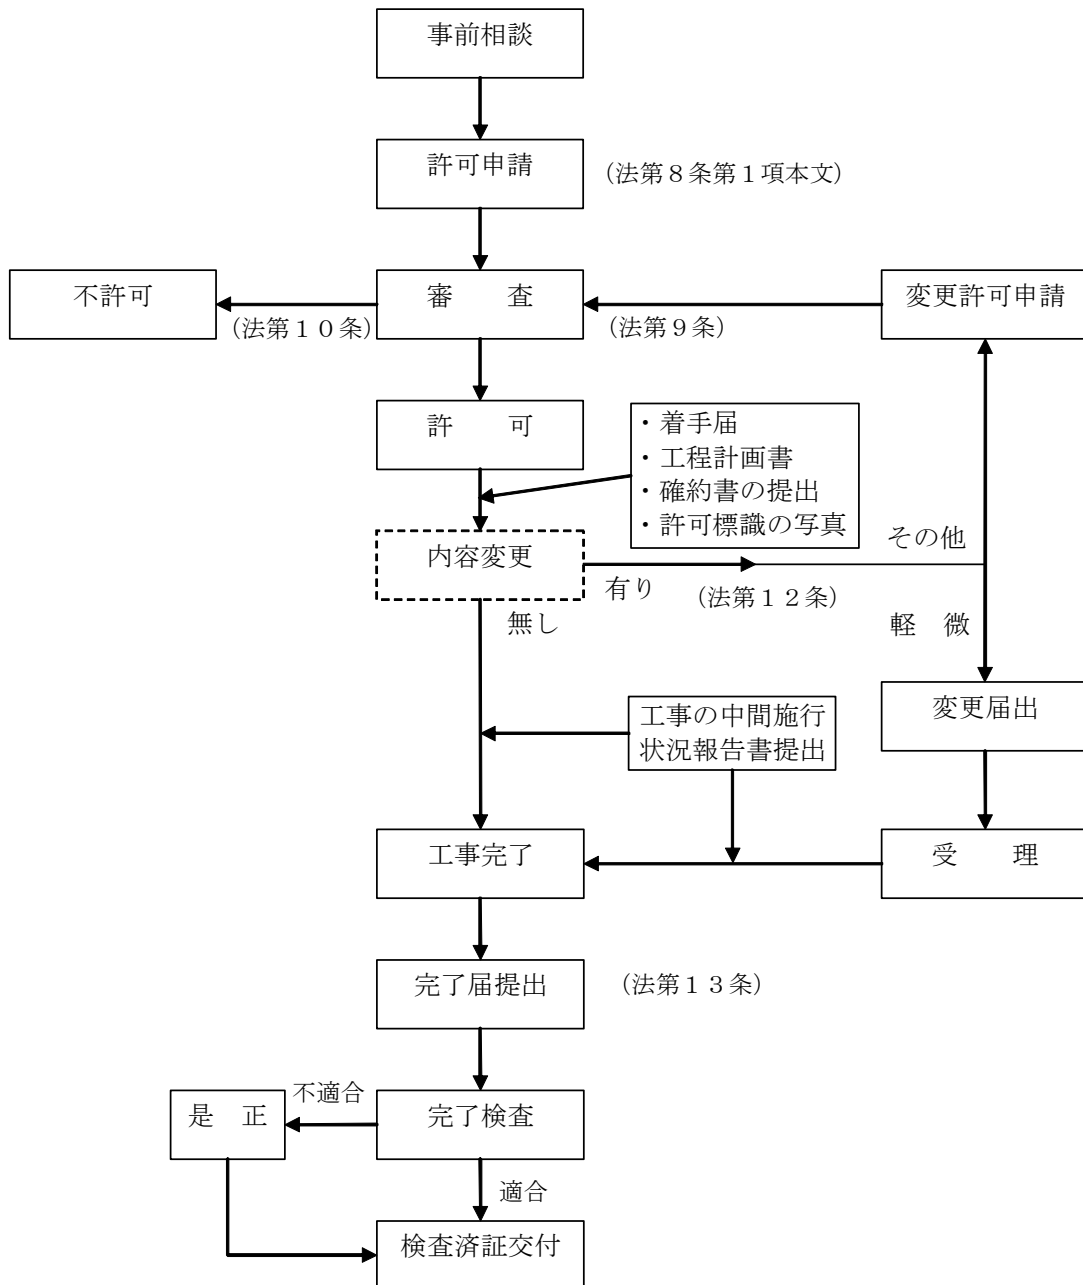 事前相談
許可申請
（法第８条第１項本文）
不許可
審　　査
変更許可申請
（法第１０条）
（法第９条）
許　　可
・着手届
・工程計画書
・確約書の提出
・許可標識の写真
内容変更
有り
（法第１２条）
その他
無し
軽　微
工事の中間施行
状況報告書提出
変更届出
工事完了
受　　理
完了届提出
（法第１３条）
不適合
是　正
完了検査
適合
検査済証交付